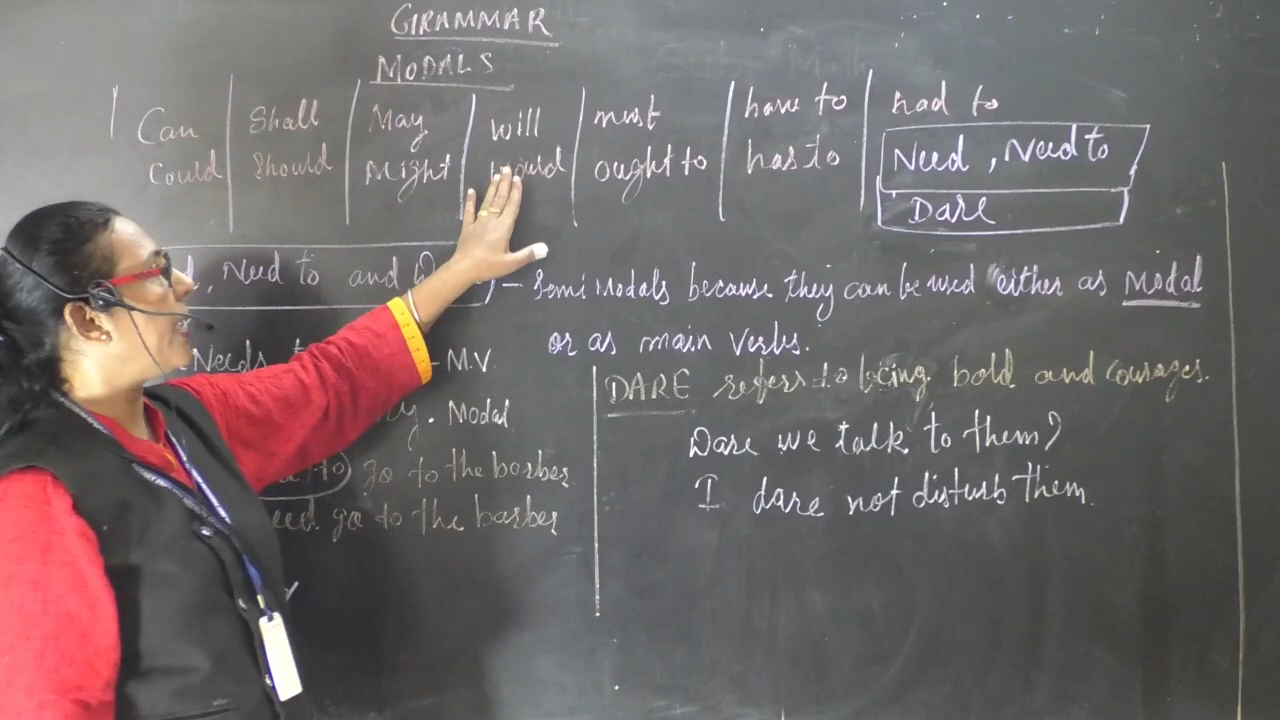 GRAMMAR
MODALS
Can
Could
Shall
Should
May
Might
Will
would
must
ought to
have to
has to
had to
Need, Need to
Dare
Need to and
- Semi Modals because they can be used either as Modal
or as main verbs.
Needs - M.V.
Modal
go to the barber
go to the barber
DARE refers to being bold and courages.
Dare we talk to them?
I dare not disturb them.